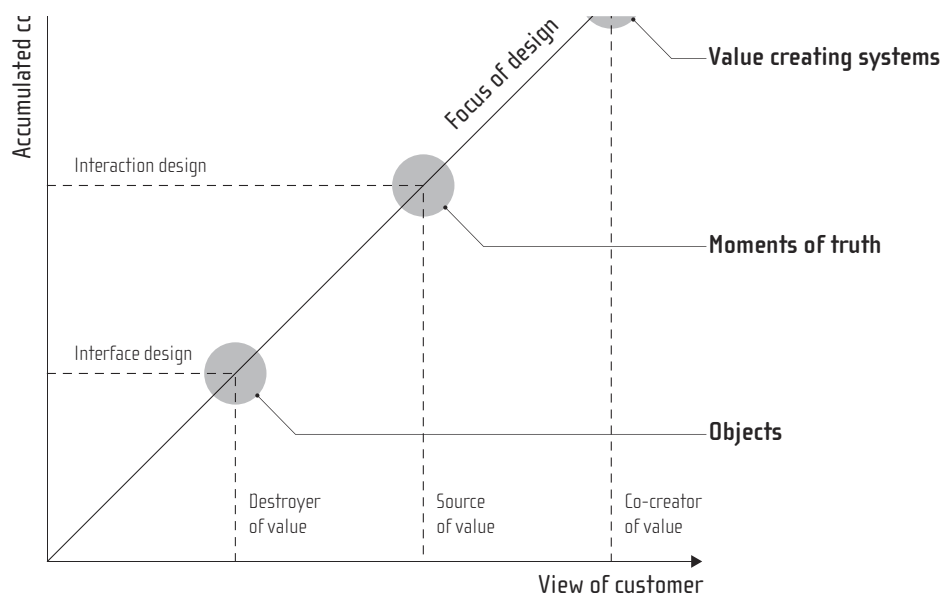 Accumulated
Focus of design
Value creating systems
Interaction design
Moments of truth
Interface design
Objects
Destroyer
of value
Source
of value
Co-creator
of value
View of customer